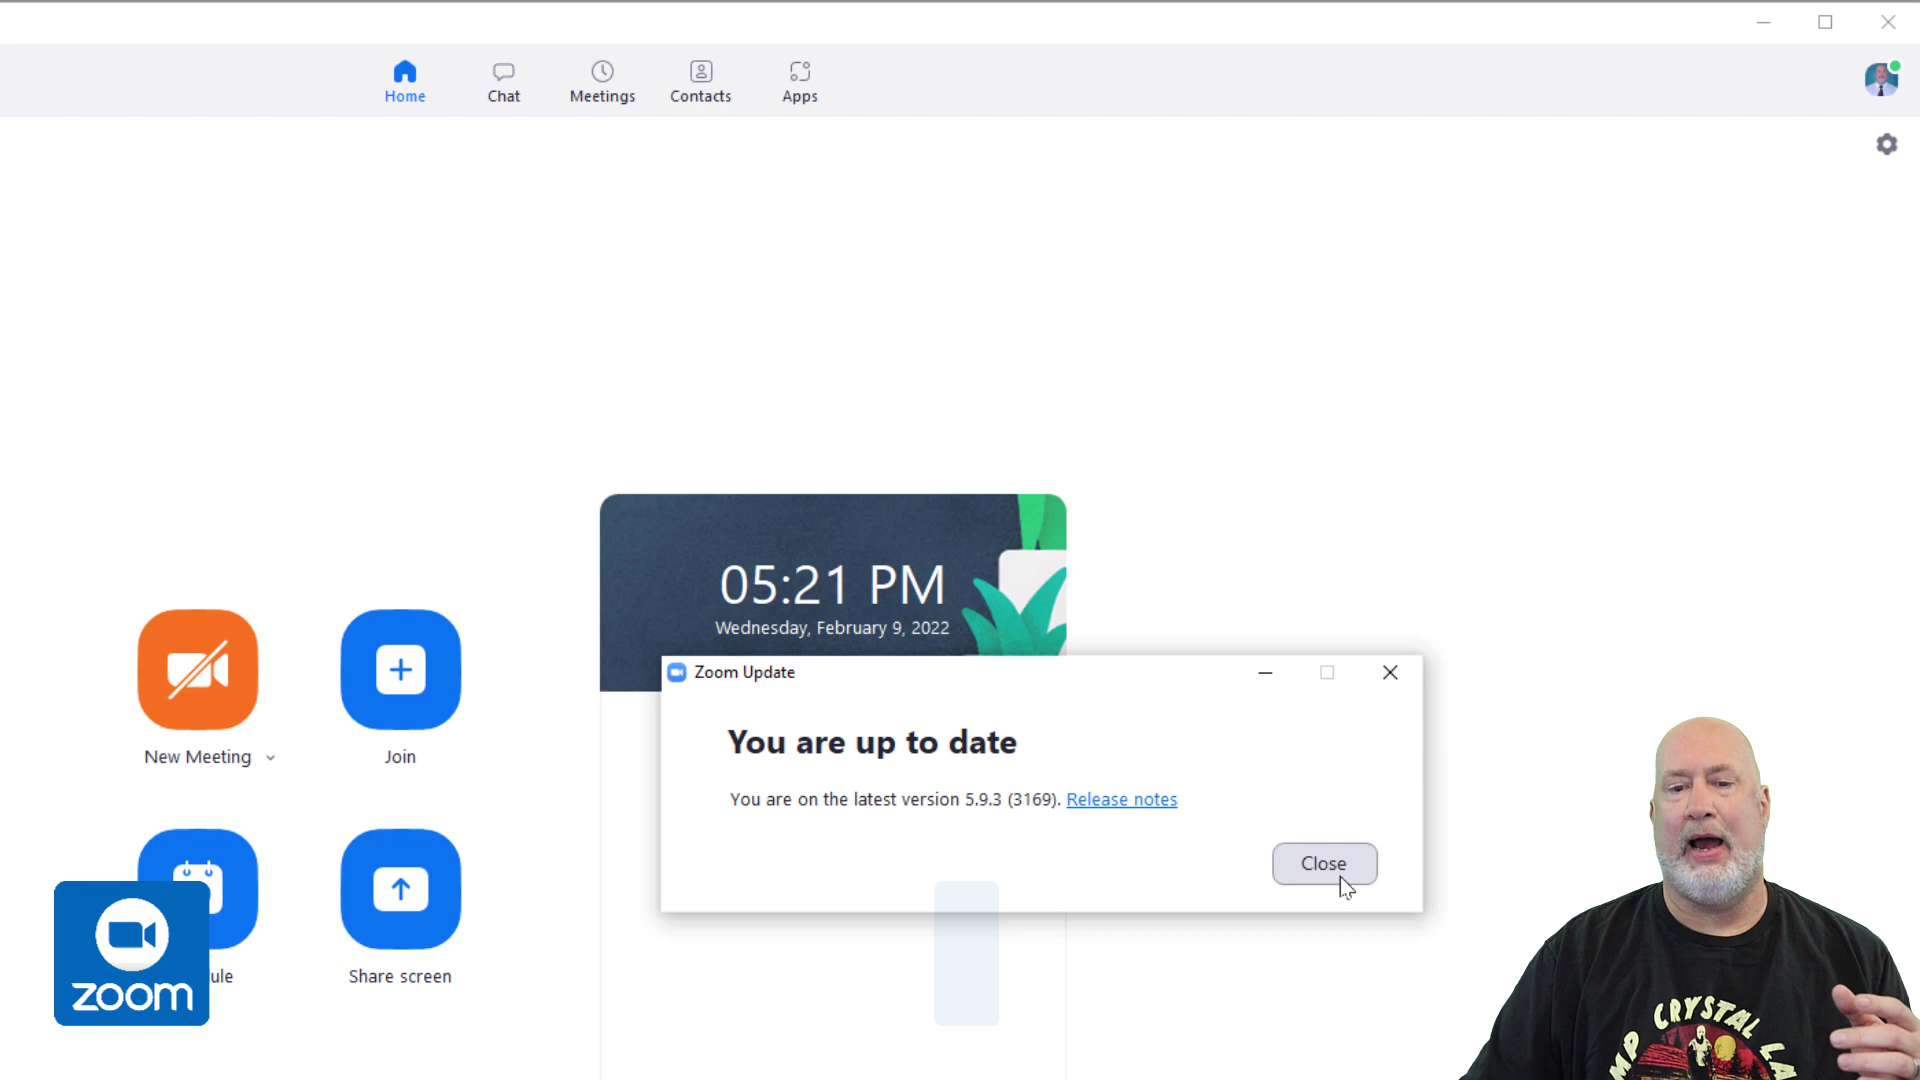 Home
Chat
Meetings
Contacts
Apps
05:21 PM
Wednesday, February 9, 2022
Zoom Update
You are up to date
You are on the latest version 5.9.3 (3169). Release notes
Close
New Meeting
Join
ule
Share screen
zoom
MP CRYSTAL LA